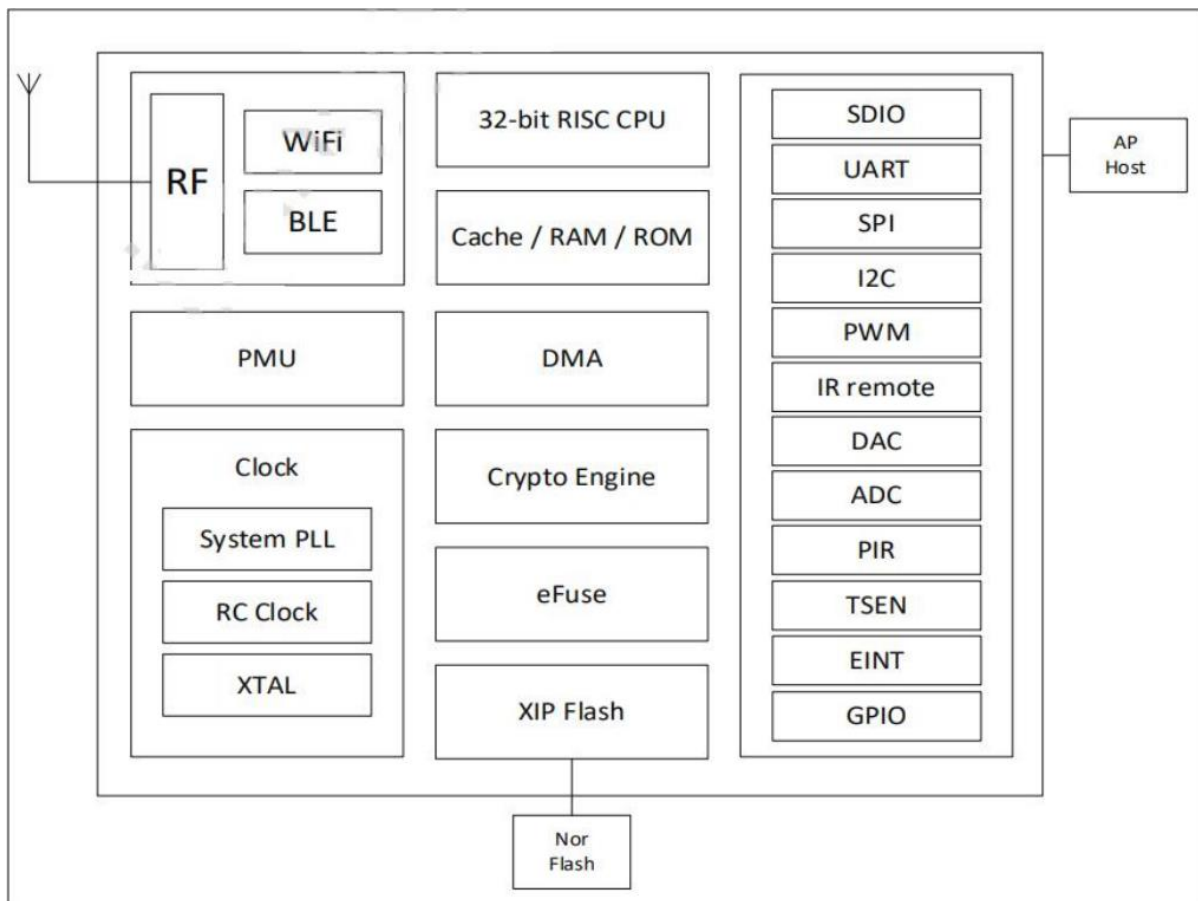 RF
WiFi
BLE
PMU
Clock
System PLL
RC Clock
XTAL
32-bit RISC CPU
Cache / RAM / ROM
DMA
Crypto Engine
eFuse
XIP Flash
SDIO
UART
SPI
I2C
PWM
IR remote
DAC
ADC
PIR
TSEN
EINT
GPIO
AP
Host
Nor
Flash